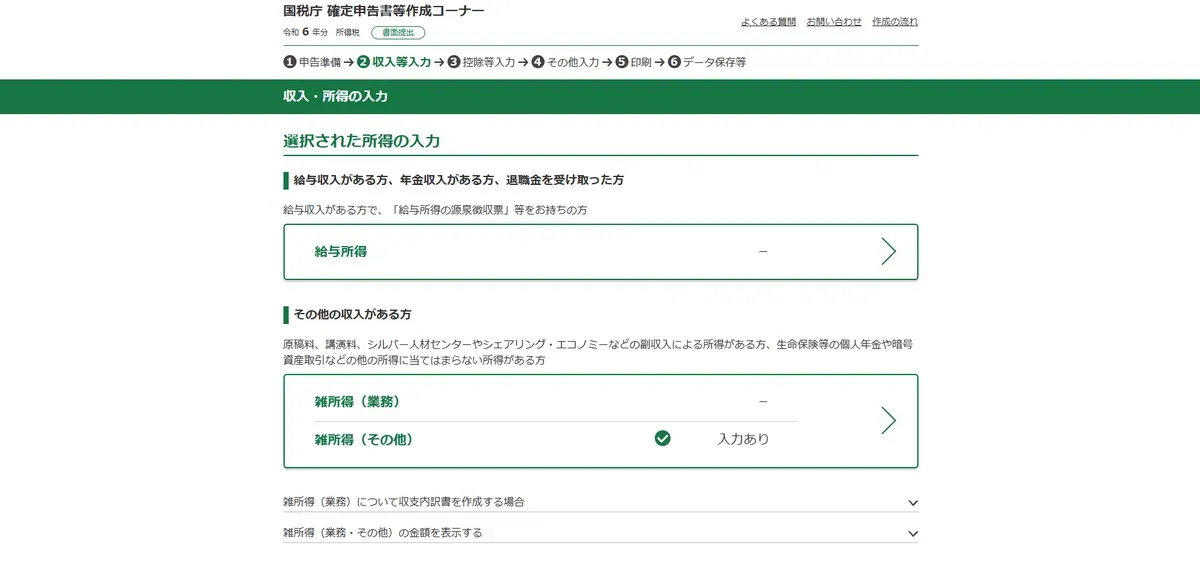 国税庁 確定申告書等作成コーナー
令和 6 年分 所得税 書面提出
よくある質問 お問い合わせ 作成の流れ
1 申告準備 → 2 収入等入力 → 3 控除等入力 → 4 その他入力 → 5 印刷 → 6 データ保存等
収入・所得の入力
選択された所得の入力
給与収入がある方、年金収入がある方、退職金を受け取った方
給与収入がある方で、「給与所得の源泉徴収票」等をお持ちの方
給与所得 –
その他の収入がある方
原稿料、講演料、シルバー人材センターやシェアリング・エコノミーなどの副収入による所得がある方、生命保険等の個人年金や暗号
資産取引などの他の所得に当てはまらない所得がある方
雑所得（業務） –
雑所得（その他） 入力あり
雑所得（業務）について収支内訳書を作成する場合
雑所得（業務・その他）の金額を表示する